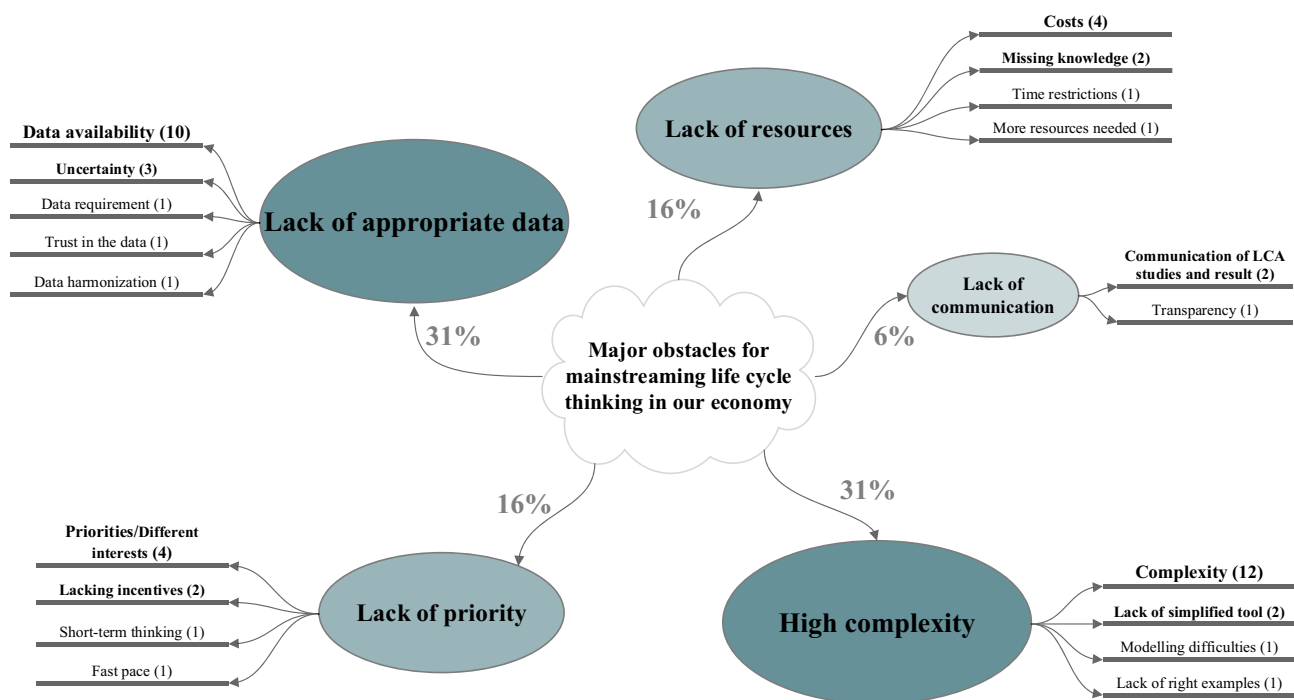 Costs (4)
Missing knowledge (2)
Time restrictions (1)
More resources needed (1)
Lack of resources
16%
Data availability (10)
Uncertainty (3)
Data requirement (1)
Trust in the data (1)
Data harmonization (1)
Lack of appropriate data
31%
Communication of LCA
studies and result (2)
Transparency (1)
Lack of
communication
6%
Major obstacles for
mainstreaming life cycle
thinking in our economy
16%
Priorities/Different
interests (4)
Lacking incentives (2)
Short-term thinking (1)
Fast pace (1)
Lack of priority
31%
High complexity
Complexity (12)
Lack of simplified tool (2)
Modelling difficulties (1)
Lack of right examples (1)